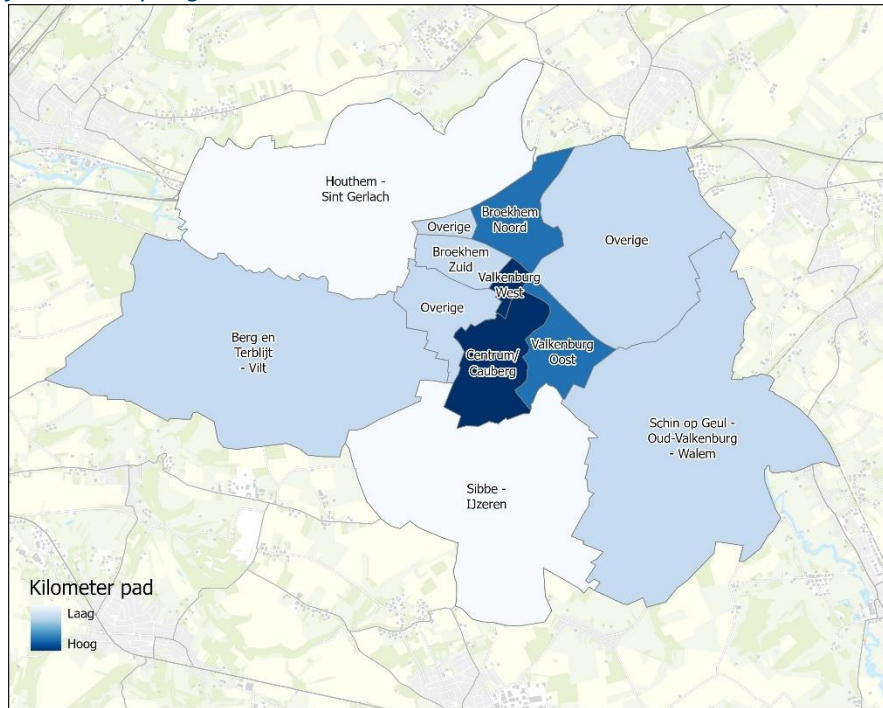 Houthem -
Sint Gerlach
Broekhem
Noord
Overige
Overige
Broekhem
Zuid
Valkenburg
West
Overige
Berg en
Terblijt
- Vilt
Centrum/
Cauberg
Valkenburg
Oost
Schin op Geul -
Oud-Valkenburg
- Walem
Sibbe -
IJzeren
Kilometer pad
Laag
Hoog